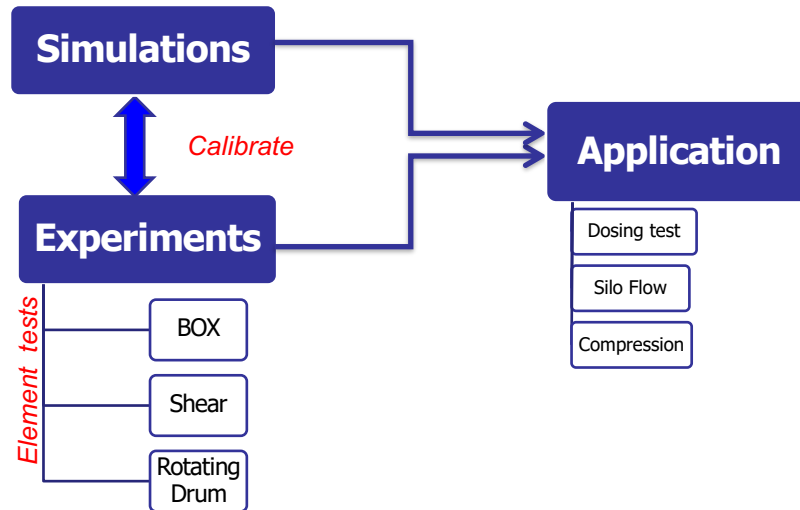 Simulations
Calibrate
Experiments
Element tests
BOX
Shear
Rotating
Drum
Application
Dosing test
Silo Flow
Compression